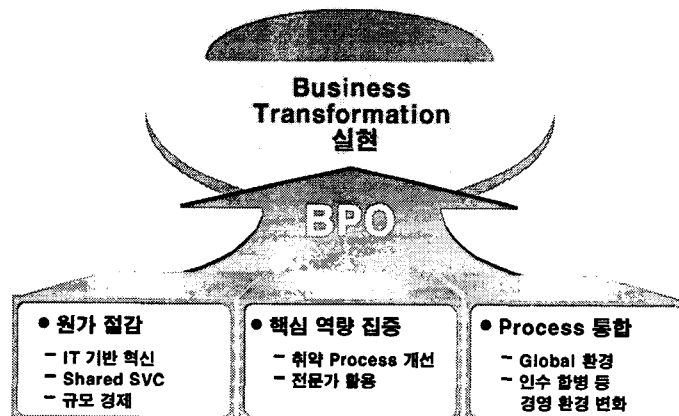 Business
Transformation
실현
BPO
● 원가 절감
- IT 기반 혁신
- Shared SVC
- 규모 경제
● 핵심 역량 집중
- 취약 Process 개선
- 전문가 활용
● Process 통합
- Global 환경
- 인수 합병 등
경영 환경 변화